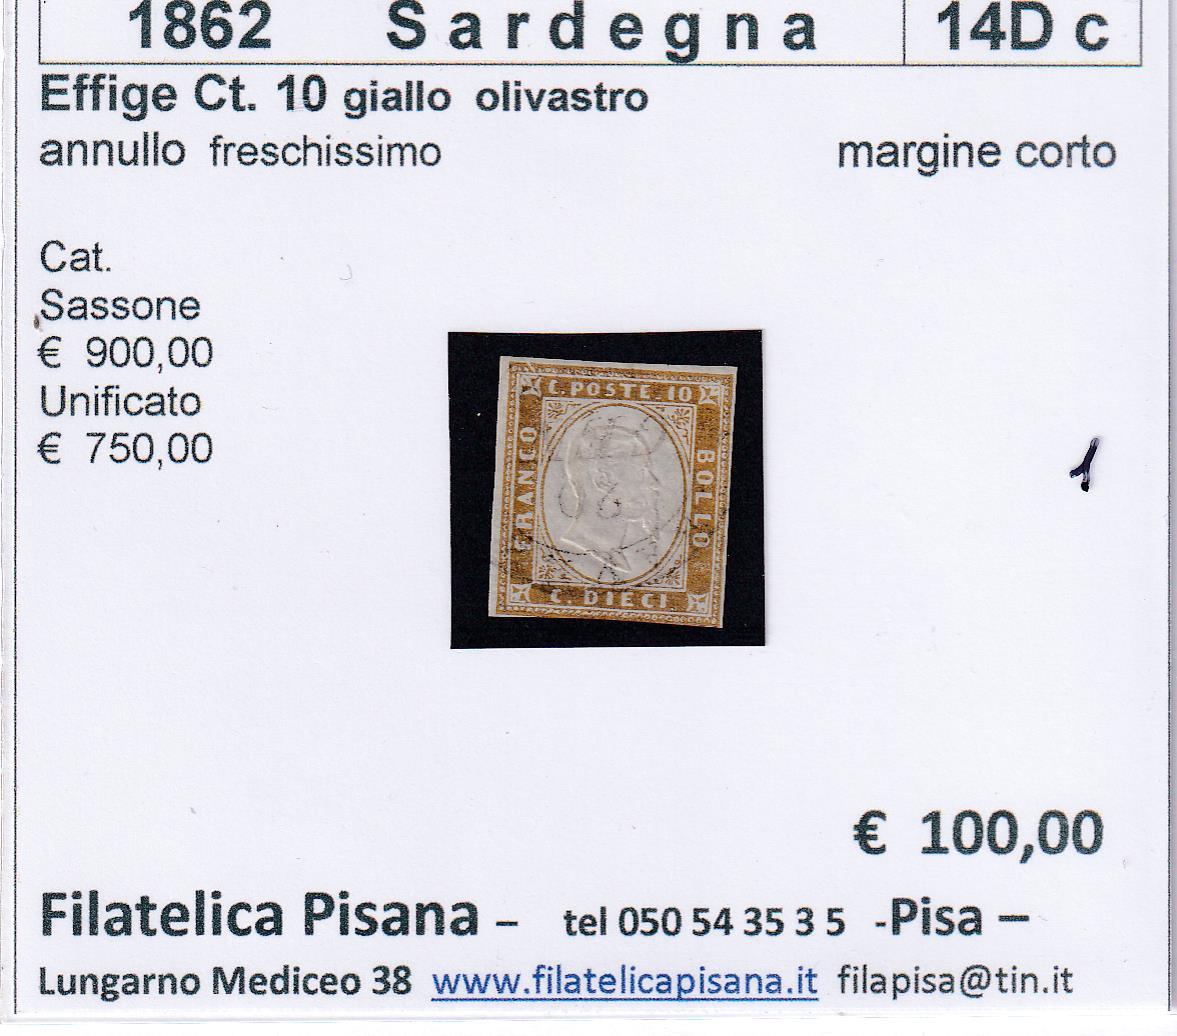 1862 Sardegna 14D c
Effige Ct. 10 giallo olivastro
annullo freschissimo margine corto
Cat.
Sassone
€ 900,00
Unificato
€ 750,00
C. POSTE. 10
FRANCO
BOLLO
C. DIECI
1
€ 100,00
Filatelica Pisana – tel 050 54 35 3 5 -Pisa –
Lungarno Mediceo 38 www.filatelicapisana.it filapisa@tin.it